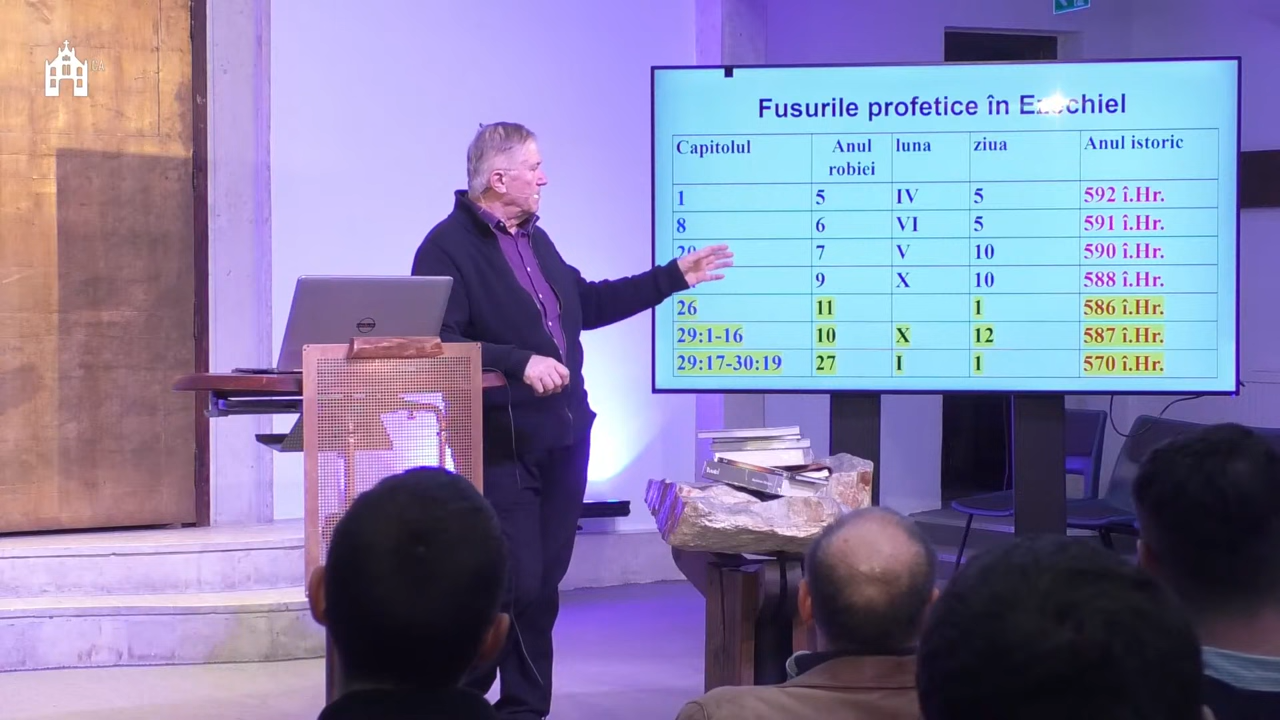 Fusurile profetice în Ezechiel
Capitolul Anul robiei luna ziua Anul istoric
1 5 IV 5 592 î.Hr.
8 6 VI 5 591 î.Hr.
20 7 V 10 590 î.Hr.
9 X 10 588 î.Hr.
26 11 1 586 î.Hr.
29:1-16 10 X 12 587 î.Hr.
29:17-30:19 27 I 1 570 î.Hr.